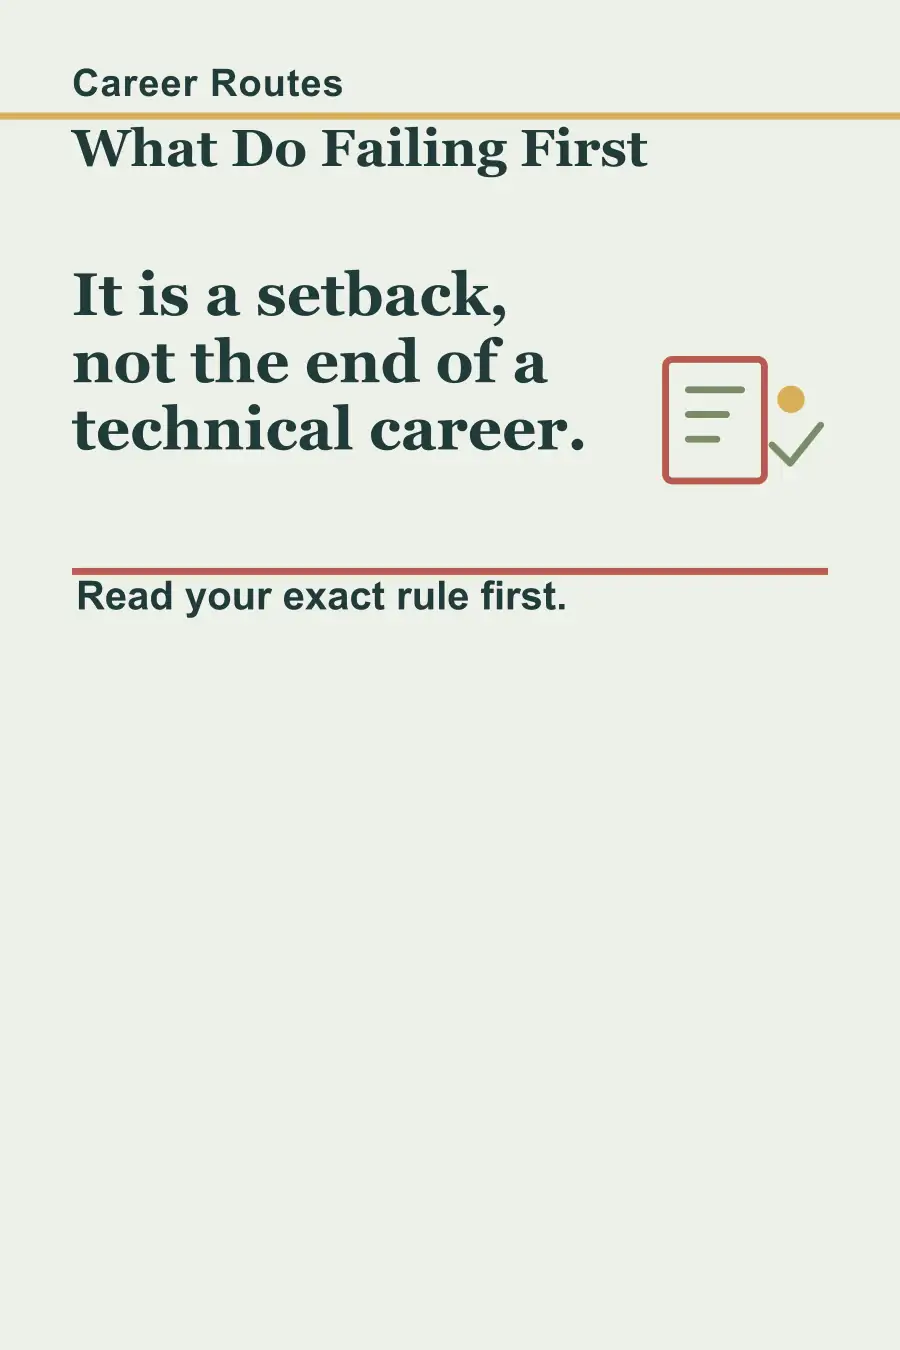 Career Routes
What Do Failing First
It is a setback,
not the end of a
technical career.
Read your exact rule first.